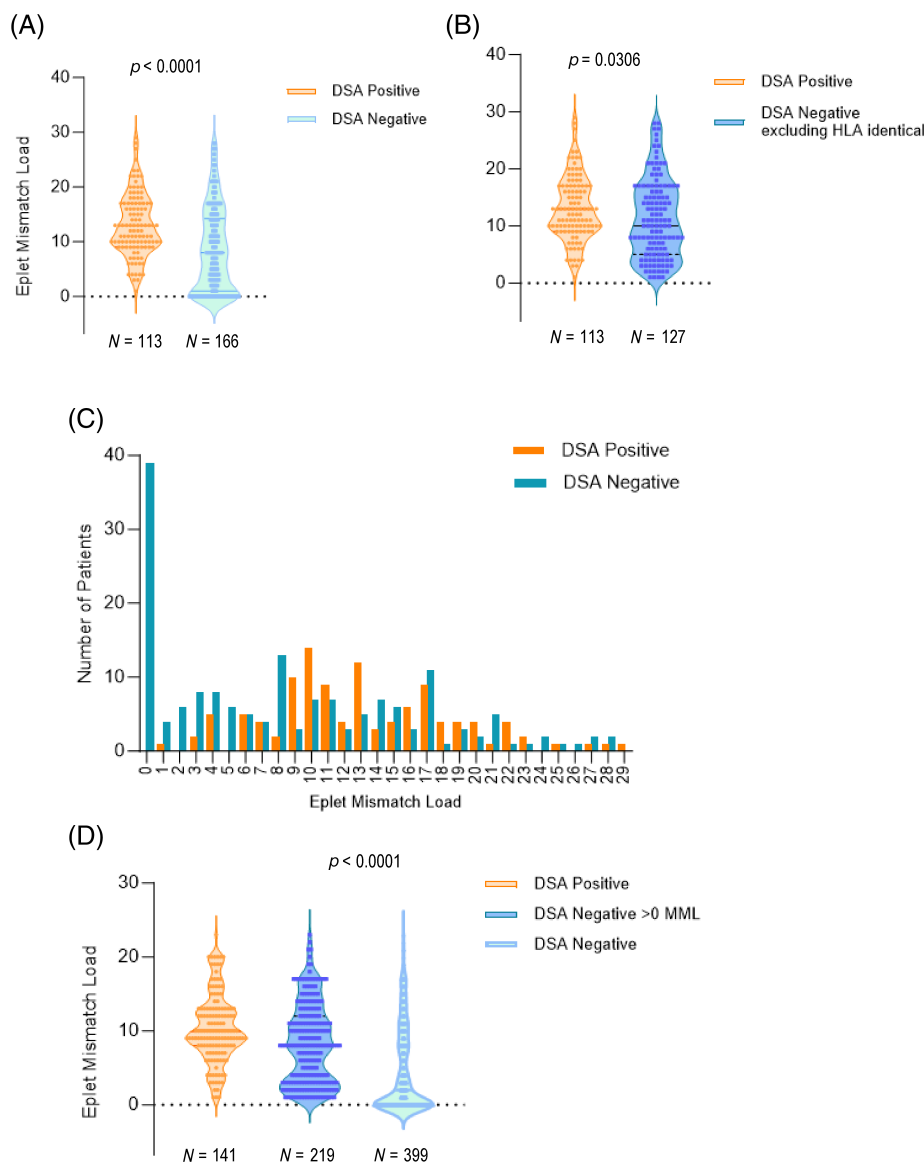 (A)
p < 0.0001
DSA Positive
DSA Negative
Eplet Mismatch Load
40
30
20
10
0
N = 113
N = 166
(B)
p = 0.0306
DSA Positive
DSA Negative
excluding HLA identical
40
30
20
10
0
N = 113
N = 127
(C)
DSA Positive
DSA Negative
Number of Patients
40
30
20
10
0
0 1 2 3 4 5 6 7 8 9 10 11 12 13 14 15 16 17 18 19 20 21 22 23 24 25 26 27 28 29
Eplet Mismatch Load
(D)
p < 0.0001
DSA Positive
DSA Negative >0 MML
DSA Negative
Eplet Mismatch Load
30
20
10
0
N = 141
N = 219
N = 399